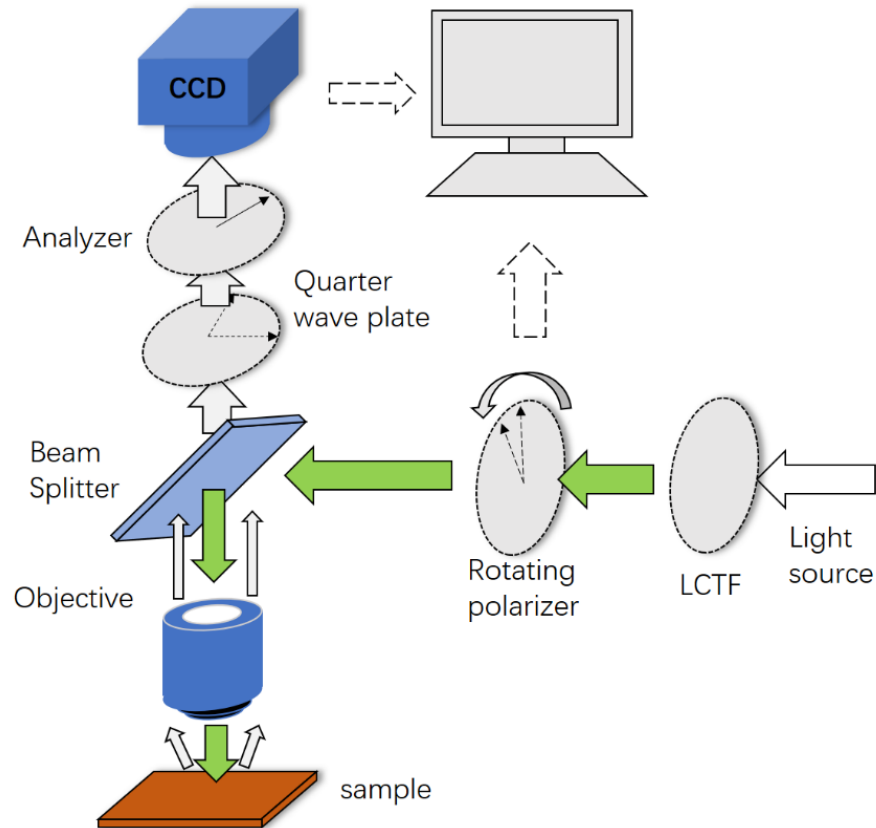 CCD
Analyzer
Quarter
wave plate
Beam
Splitter
Objective
Rotating
polarizer
LCTF
Light
source
sample